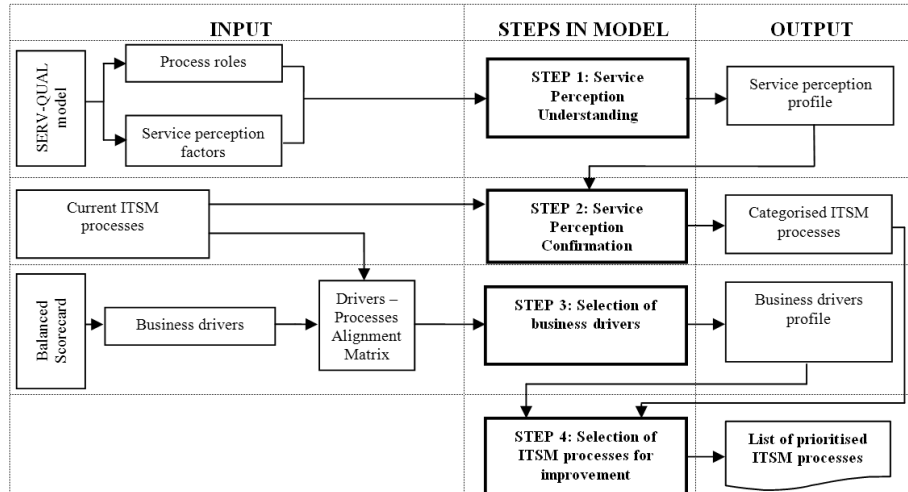 INPUT
STEPS IN MODEL
OUTPUT
SERV-QUAL
model
Process roles
Service perception
factors
STEP 1: Service
Perception
Understanding
Service perception
profile
Current ITSM
processes
STEP 2: Service
Perception
Confirmation
Categorised ITSM
processes
Balanced
Scorecard
Business drivers
Drivers –
Processes
Alignment
Matrix
STEP 3: Selection of
business drivers
Business drivers
profile
STEP 4: Selection of
ITSM processes for
improvement
List of prioritised
ITSM processes